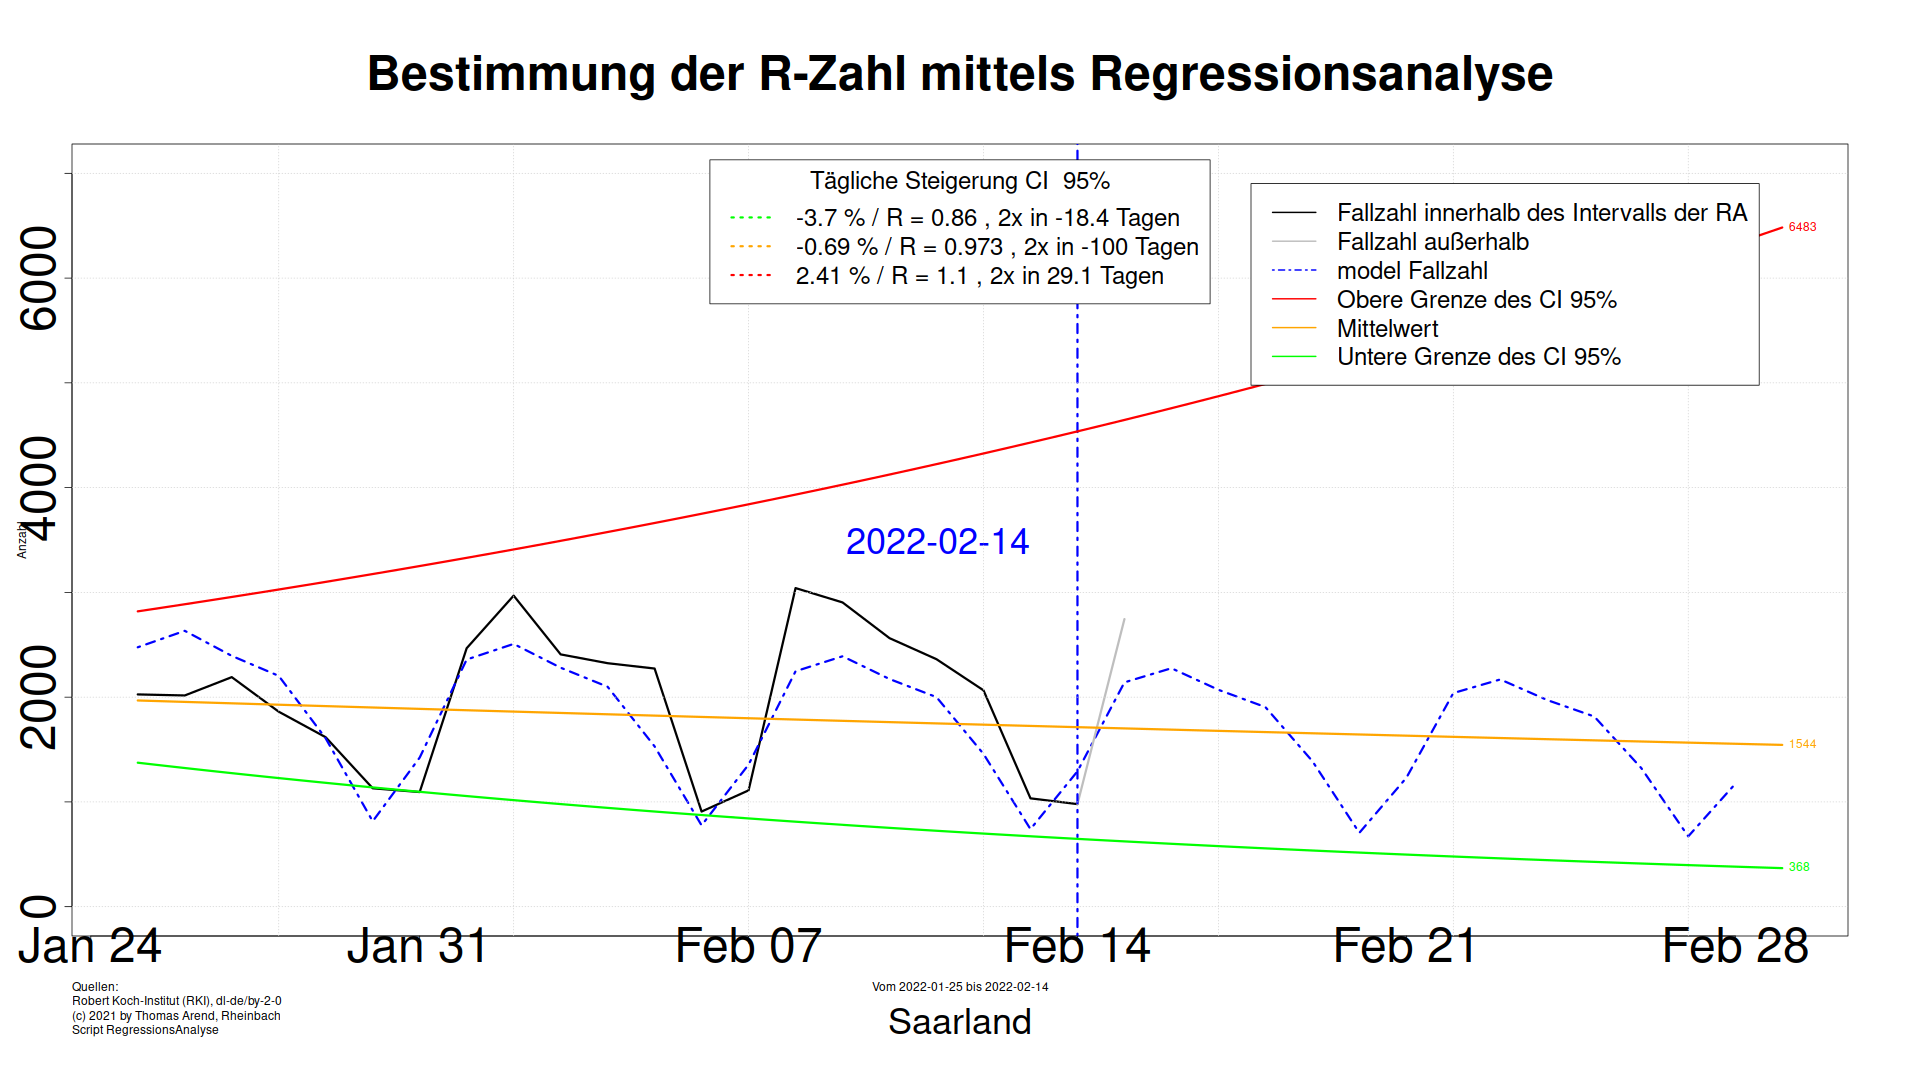 Bestimmung der R-Zahl mittels Regressionsanalyse
Tägliche Steigerung CI  95%
-3.7 % / R = 0.86 , 2x in -18.4 Tagen
-0.69 % / R = 0.973 , 2x in -100 Tagen
2.41 % / R = 1.1 , 2x in 29.1 Tagen
Fallzahl innerhalb des Intervalls der RA
Fallzahl außerhalb
model Fallzahl
Obere Grenze des CI 95%
Mittelwert
Untere Grenze des CI 95%
6483
6000
4000
2000
0
Anzahl
2022-02-14
1544
368
Jan 24
Jan 31
Feb 07
Feb 14
Feb 21
Feb 28
Quellen:
Robert Koch-Institut (RKI), dl-de/by-2-0
(c) 2021 by Thomas Arend, Rheinbach
Script RegressionsAnalyse
Vom 2022-01-25 bis 2022-02-14
Saarland